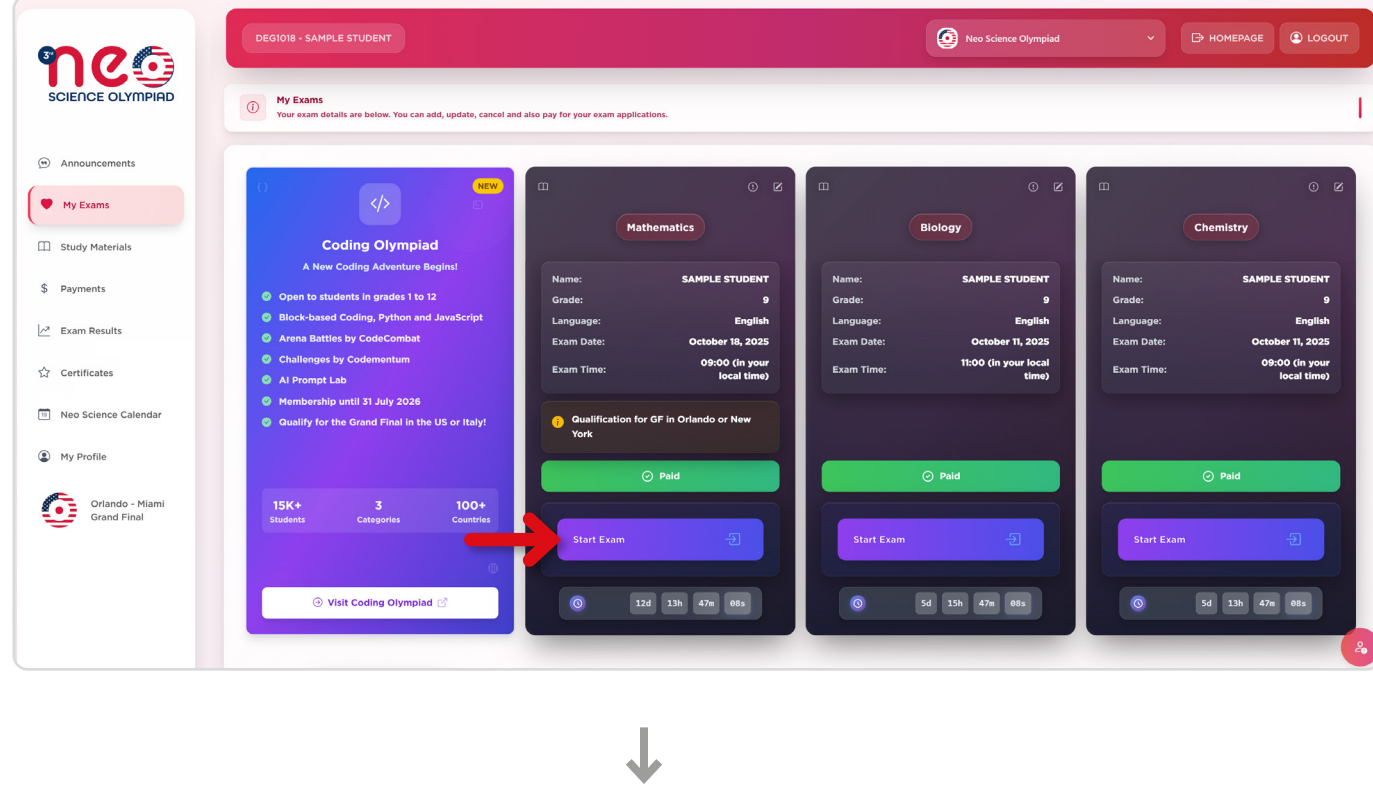 3rd neo
SCIENCE OLYMPIAD
Announcements
My Exams
Study Materials
$ Payments
Exam Results
Certificates
Neo Science Calendar
My Profile
Orlando - Miami
Grand Final
DEG1018 - SAMPLE STUDENT
Neo Science Olympiad
HOMEPAGE
LOGOUT
My Exams
Your exam details are below. You can add, update, cancel and also pay for your exam applications.
NEW
</>
Coding Olympiad
A New Coding Adventure Begins!
Open to students in grades 1 to 12
Block-based Coding, Python and JavaScript
Arena Battles by CodeCombat
Challenges by Codementum
AI Prompt Lab
Membership until 31 July 2026
Qualify for the Grand Final in the US or Italy!
15K+ 3 100+
Students Categories Countries
Visit Coding Olympiad
Mathematics
Name: SAMPLE STUDENT
Grade: 9
Language: English
Exam Date: October 18, 2025
Exam Time: 09:00 (in your
local time)
Qualification for GF in Orlando or New
York
Paid
Start Exam
12d 13h 47m 08s
Biology
Name: SAMPLE STUDENT
Grade: 9
Language: English
Exam Date: October 11, 2025
Exam Time: 11:00 (in your local
time)
Paid
Start Exam
5d 15h 47m 08s
Chemistry
Name: SAMPLE STUDENT
Grade: 9
Language: English
Exam Date: October 11, 2025
Exam Time: 09:00 (in your
local time)
Paid
Start Exam
5d 13h 47m 08s